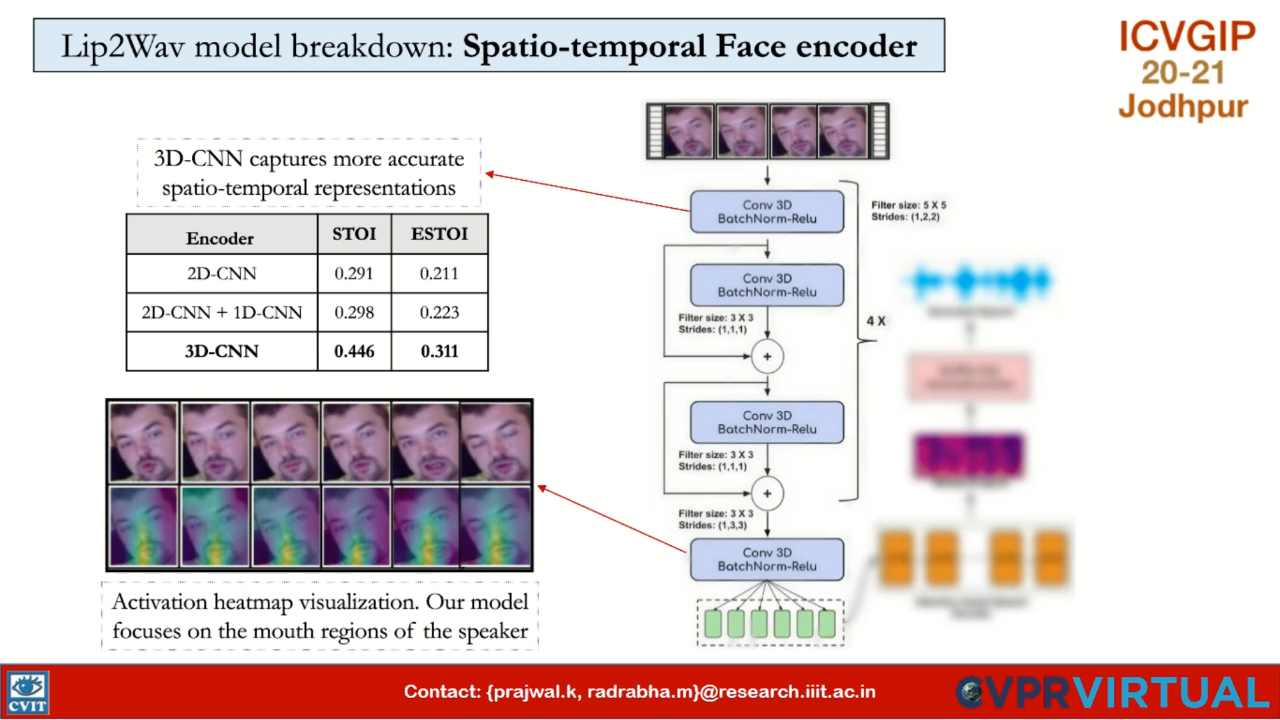 Lip2Wav model breakdown: Spatio-temporal Face encoder
ICVGIP
20-21
Jodhpur
3D-CNN captures more accurate
spatio-temporal representations
Encoder STOI ESTOI
2D-CNN 0.291 0.211
2D-CNN + 1D-CNN 0.298 0.223
3D-CNN 0.446 0.311
Activation heatmap visualization. Our model
focuses on the mouth regions of the speaker
Conv 3D
BatchNorm-Relu
Filter size: 5 X 5
Strides: (1,2,2)
Conv 3D
BatchNorm-Relu
Filter size: 3 X 3
Strides: (1,1,1)
+
4 X
Conv 3D
BatchNorm-Relu
Filter size: 3 X 3
Strides: (1,1,1)
+
Filter size: 3 X 3
Strides: (1,3,3)
Conv 3D
BatchNorm-Relu
CVIT
Contact: {prajwal.k, radrabha.m}@research.iiit.ac.in
CVPRVIRTUAL